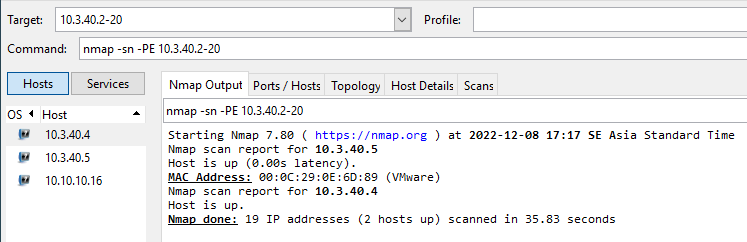 Target: 10.3.40.2-20 Profile:
Command: nmap -sn -PE 10.3.40.2-20
Hosts Services
OS Host
10.3.40.4
10.3.40.5
10.10.10.16
Nmap Output Ports / Hosts Topology Host Details Scans
nmap -sn -PE 10.3.40.2-20
Starting Nmap 7.80 ( https://nmap.org ) at 2022-12-08 17:17 SE Asia Standard Time
Nmap scan report for 10.3.40.5
Host is up (0.00s latency).
MAC Address: 00:0C:29:0E:6D:89 (VMware)
Nmap scan report for 10.3.40.4
Host is up.
Nmap done: 19 IP addresses (2 hosts up) scanned in 35.83 seconds